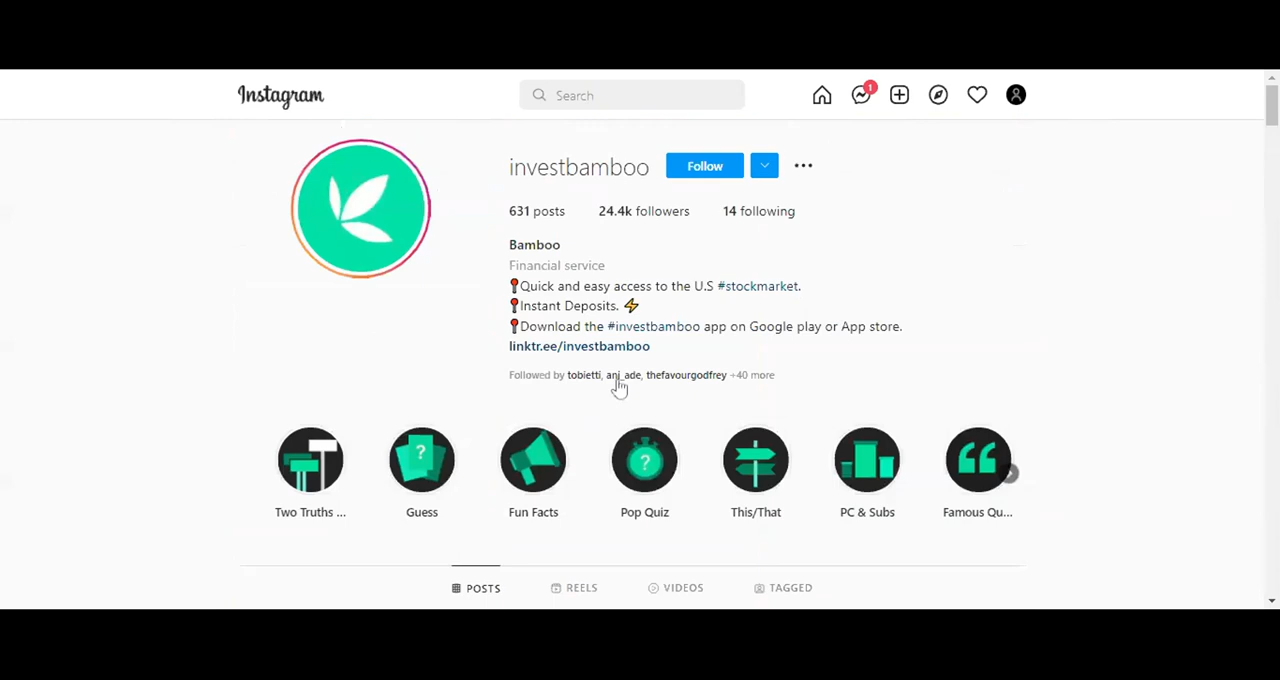 Instagram
Search
1
investbamboo Follow
631 posts 24.4k followers 14 following
Bamboo
Financial service
📍Quick and easy access to the U.S #stockmarket.
📍Instant Deposits. ⚡
📍Download the #investbamboo app on Google play or App store.
linktr.ee/investbamboo
Followed by tobietti, ani_ade, thefavourgodfrey +40 more
? ?
Two Truths ... Guess Fun Facts Pop Quiz This/That PC & Subs Famous Qu...
POSTS REELS VIDEOS TAGGED